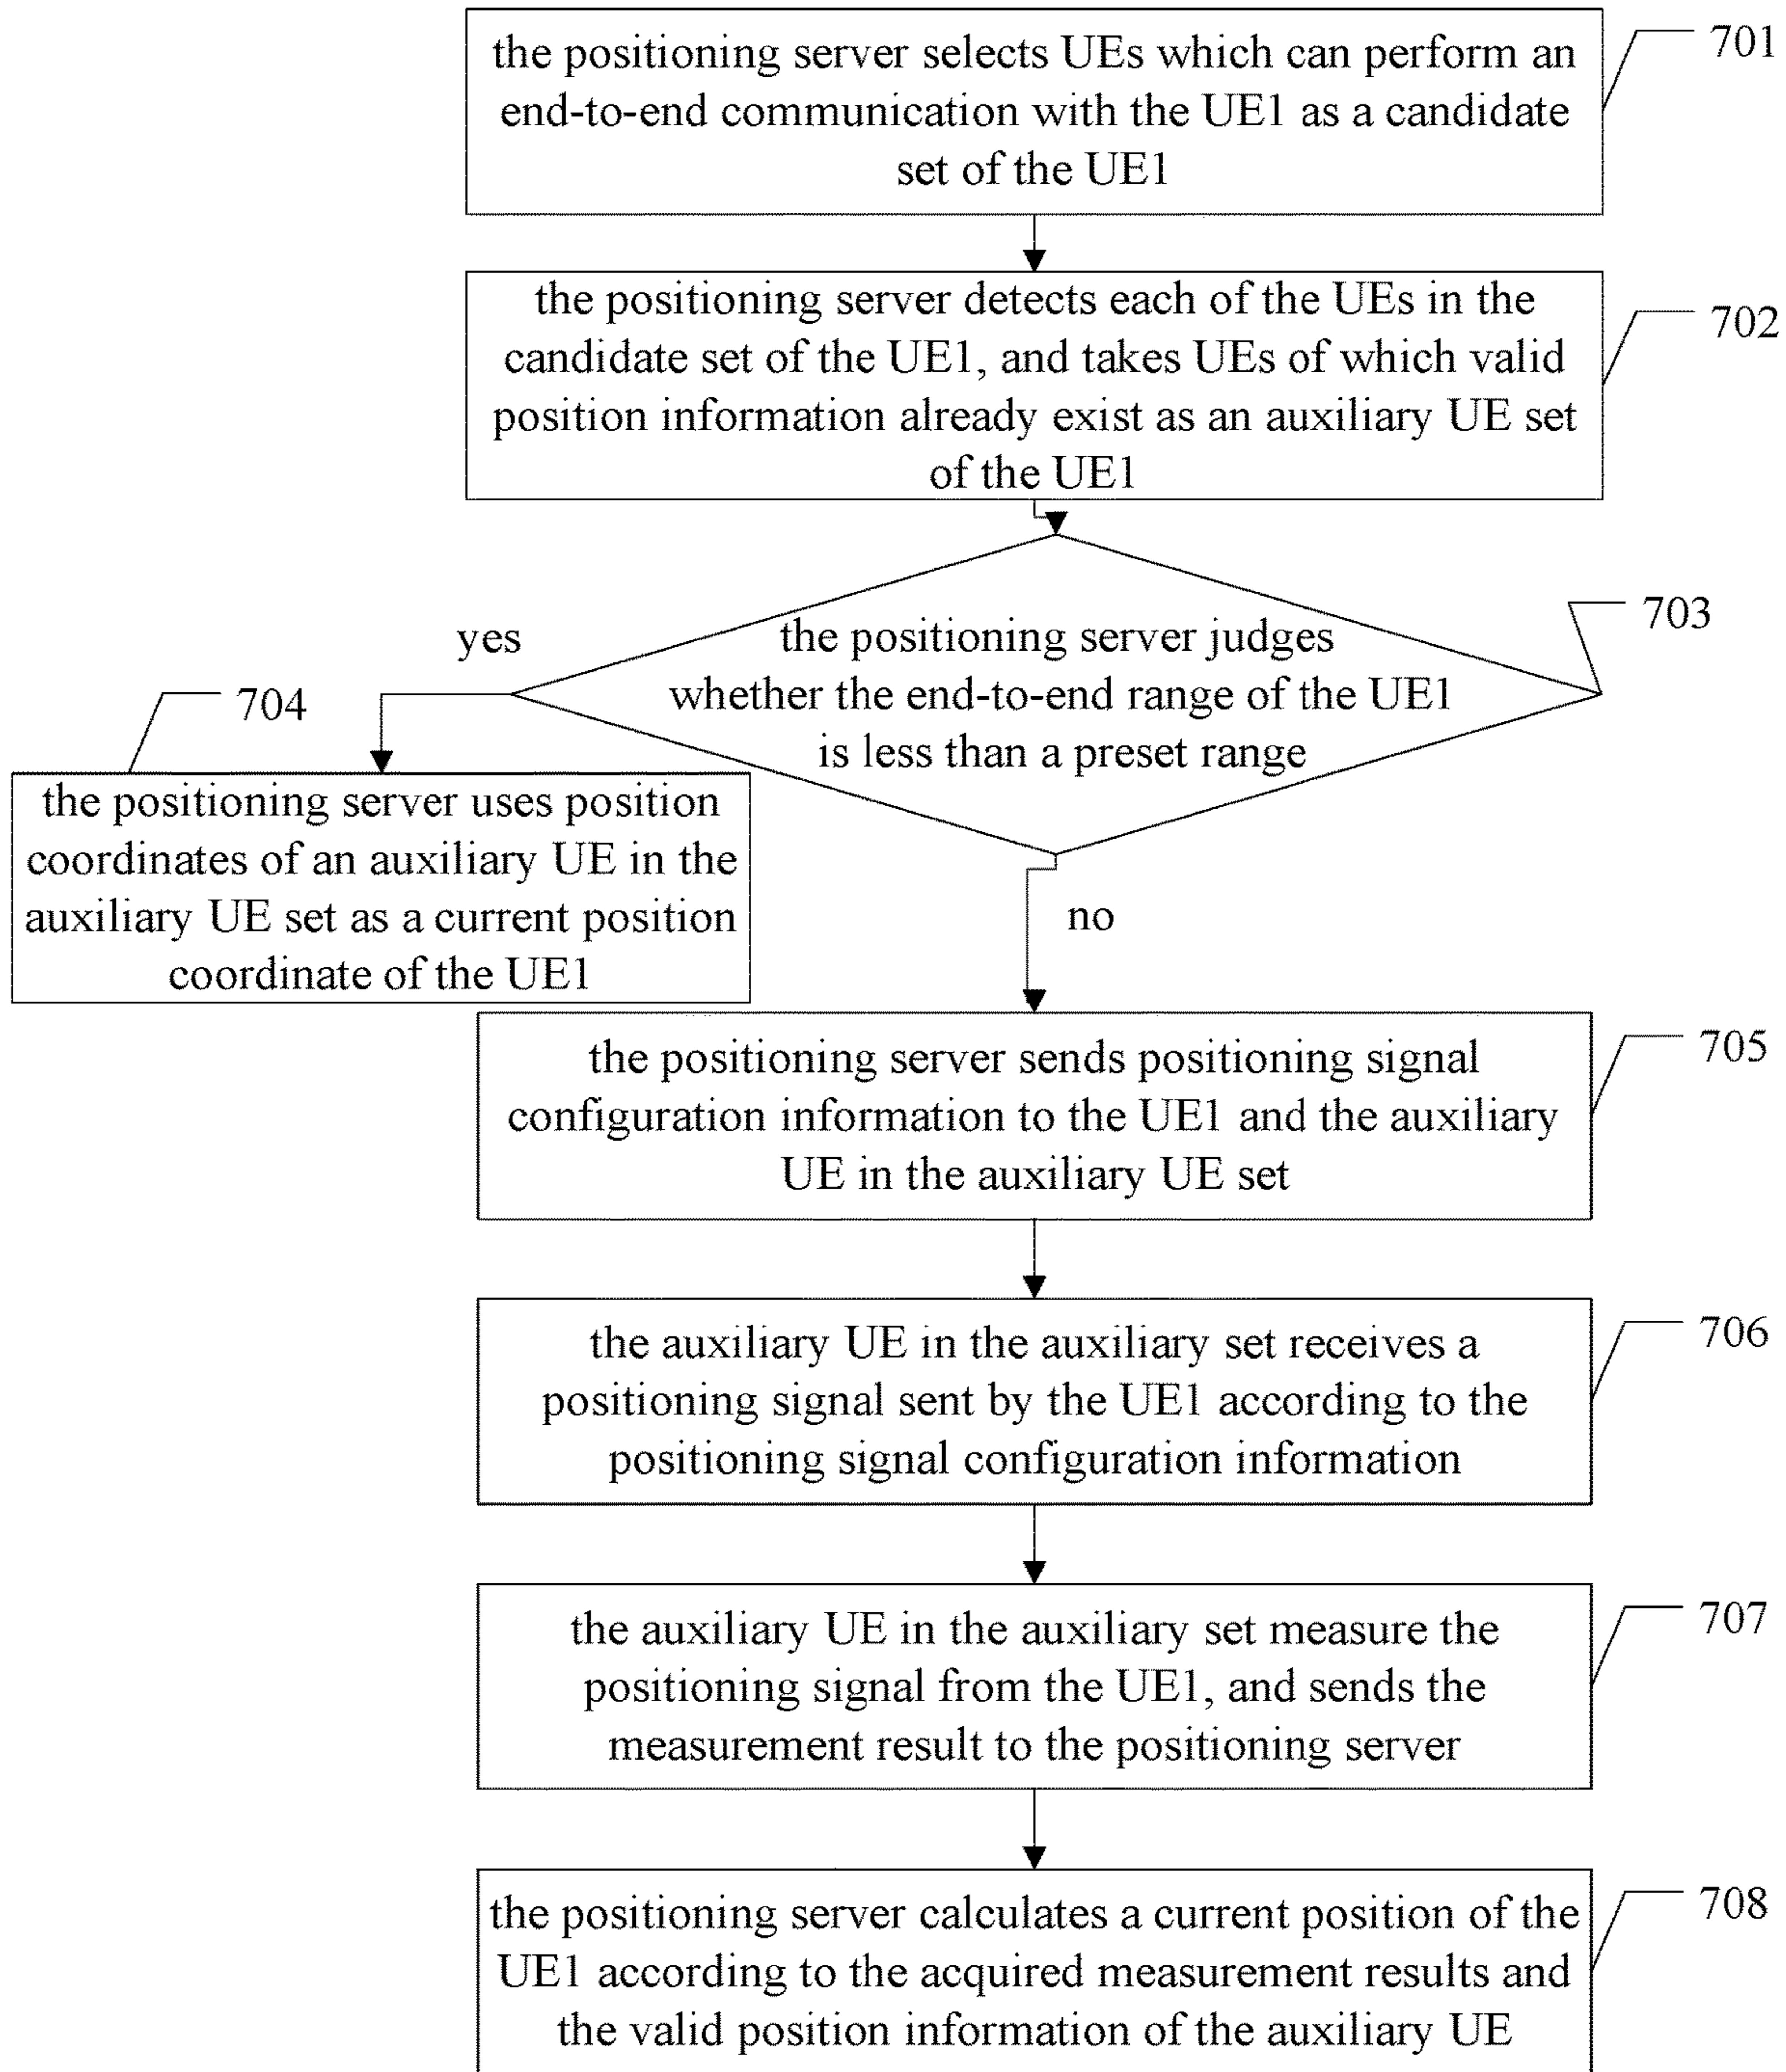 the positioning server selects UEs which can perform an
end-to-end communication with the UE1 as a candidate
set of the UE1
701
the positioning server detects each of the UEs in the
candidate set of the UE1, and takes UEs of which valid
position information already exist as an auxiliary UE set
of the UE1
702
the positioning server judges
whether the end-to-end range of the UE1
is less than a preset range
703
yes
704
the positioning server uses position
coordinates of an auxiliary UE in the
auxiliary UE set as a current position
coordinate of the UE1
no
the positioning server sends positioning signal
configuration information to the UE1 and the auxiliary
UE in the auxiliary UE set
705
the auxiliary UE in the auxiliary set receives a
positioning signal sent by the UE1 according to the
positioning signal configuration information
706
the auxiliary UE in the auxiliary set measure the
positioning signal from the UE1, and sends the
measurement result to the positioning server
707
the positioning server calculates a current position of the
UE1 according to the acquired measurement results and
the valid position information of the auxiliary UE
708